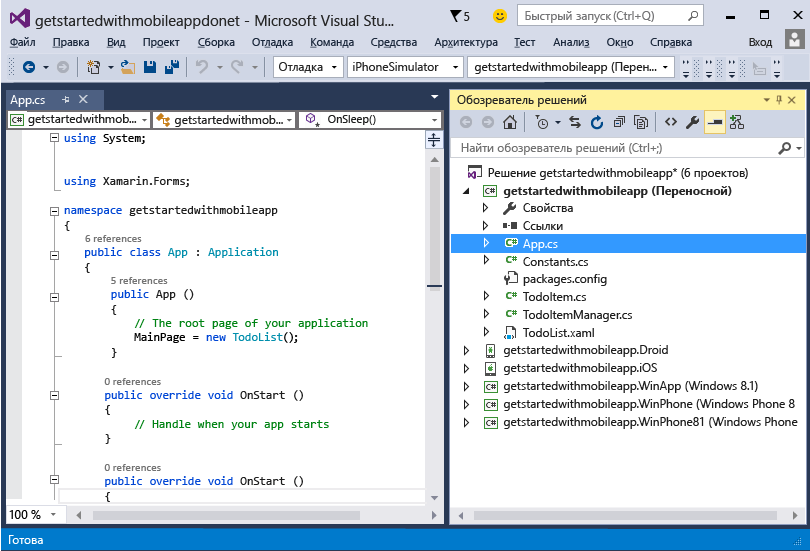 getstartedwithmobileappdonet - Microsoft Visual Stu...
5
Быстрый запуск (Ctrl+Q)
Файл Правка Вид Проект Сборка Отладка Команда Средства Архитектура Тест Анализ Окно Справка Вход
Отладка iPhoneSimulator getstartedwithmobileapp (Перен...
App.cs
getstartedwithmob... getstartedwithmob... OnSleep()
using System;
using Xamarin.Forms;
namespace getstartedwithmobileapp
{
6 references
public class App : Application
{
5 references
public App ()
{
// The root page of your application
MainPage = new TodoList();
}
0 references
public override void OnStart ()
{
// Handle when your app starts
}
0 references
public override void OnStart ()
{
100 %
Обозреватель решений
Найти обозреватель решений (Ctrl+;)
Решение getstartedwithmobileapp" (6 проектов)
C# getstartedwithmobileapp (Переносной)
Свойства
Ссылки
C# App.cs
C# Constants.cs
packages.config
C# TodoItem.cs
C# TodoItemManager.cs
TodoList.xaml
getstartedwithmobileapp.Droid
getstartedwithmobileapp.iOS
C# getstartedwithmobileapp.WinApp (Windows 8.1)
C# getstartedwithmobileapp.WinPhone (Windows Phone 8
C# getstartedwithmobileapp.WinPhone81 (Windows Phone
Готова